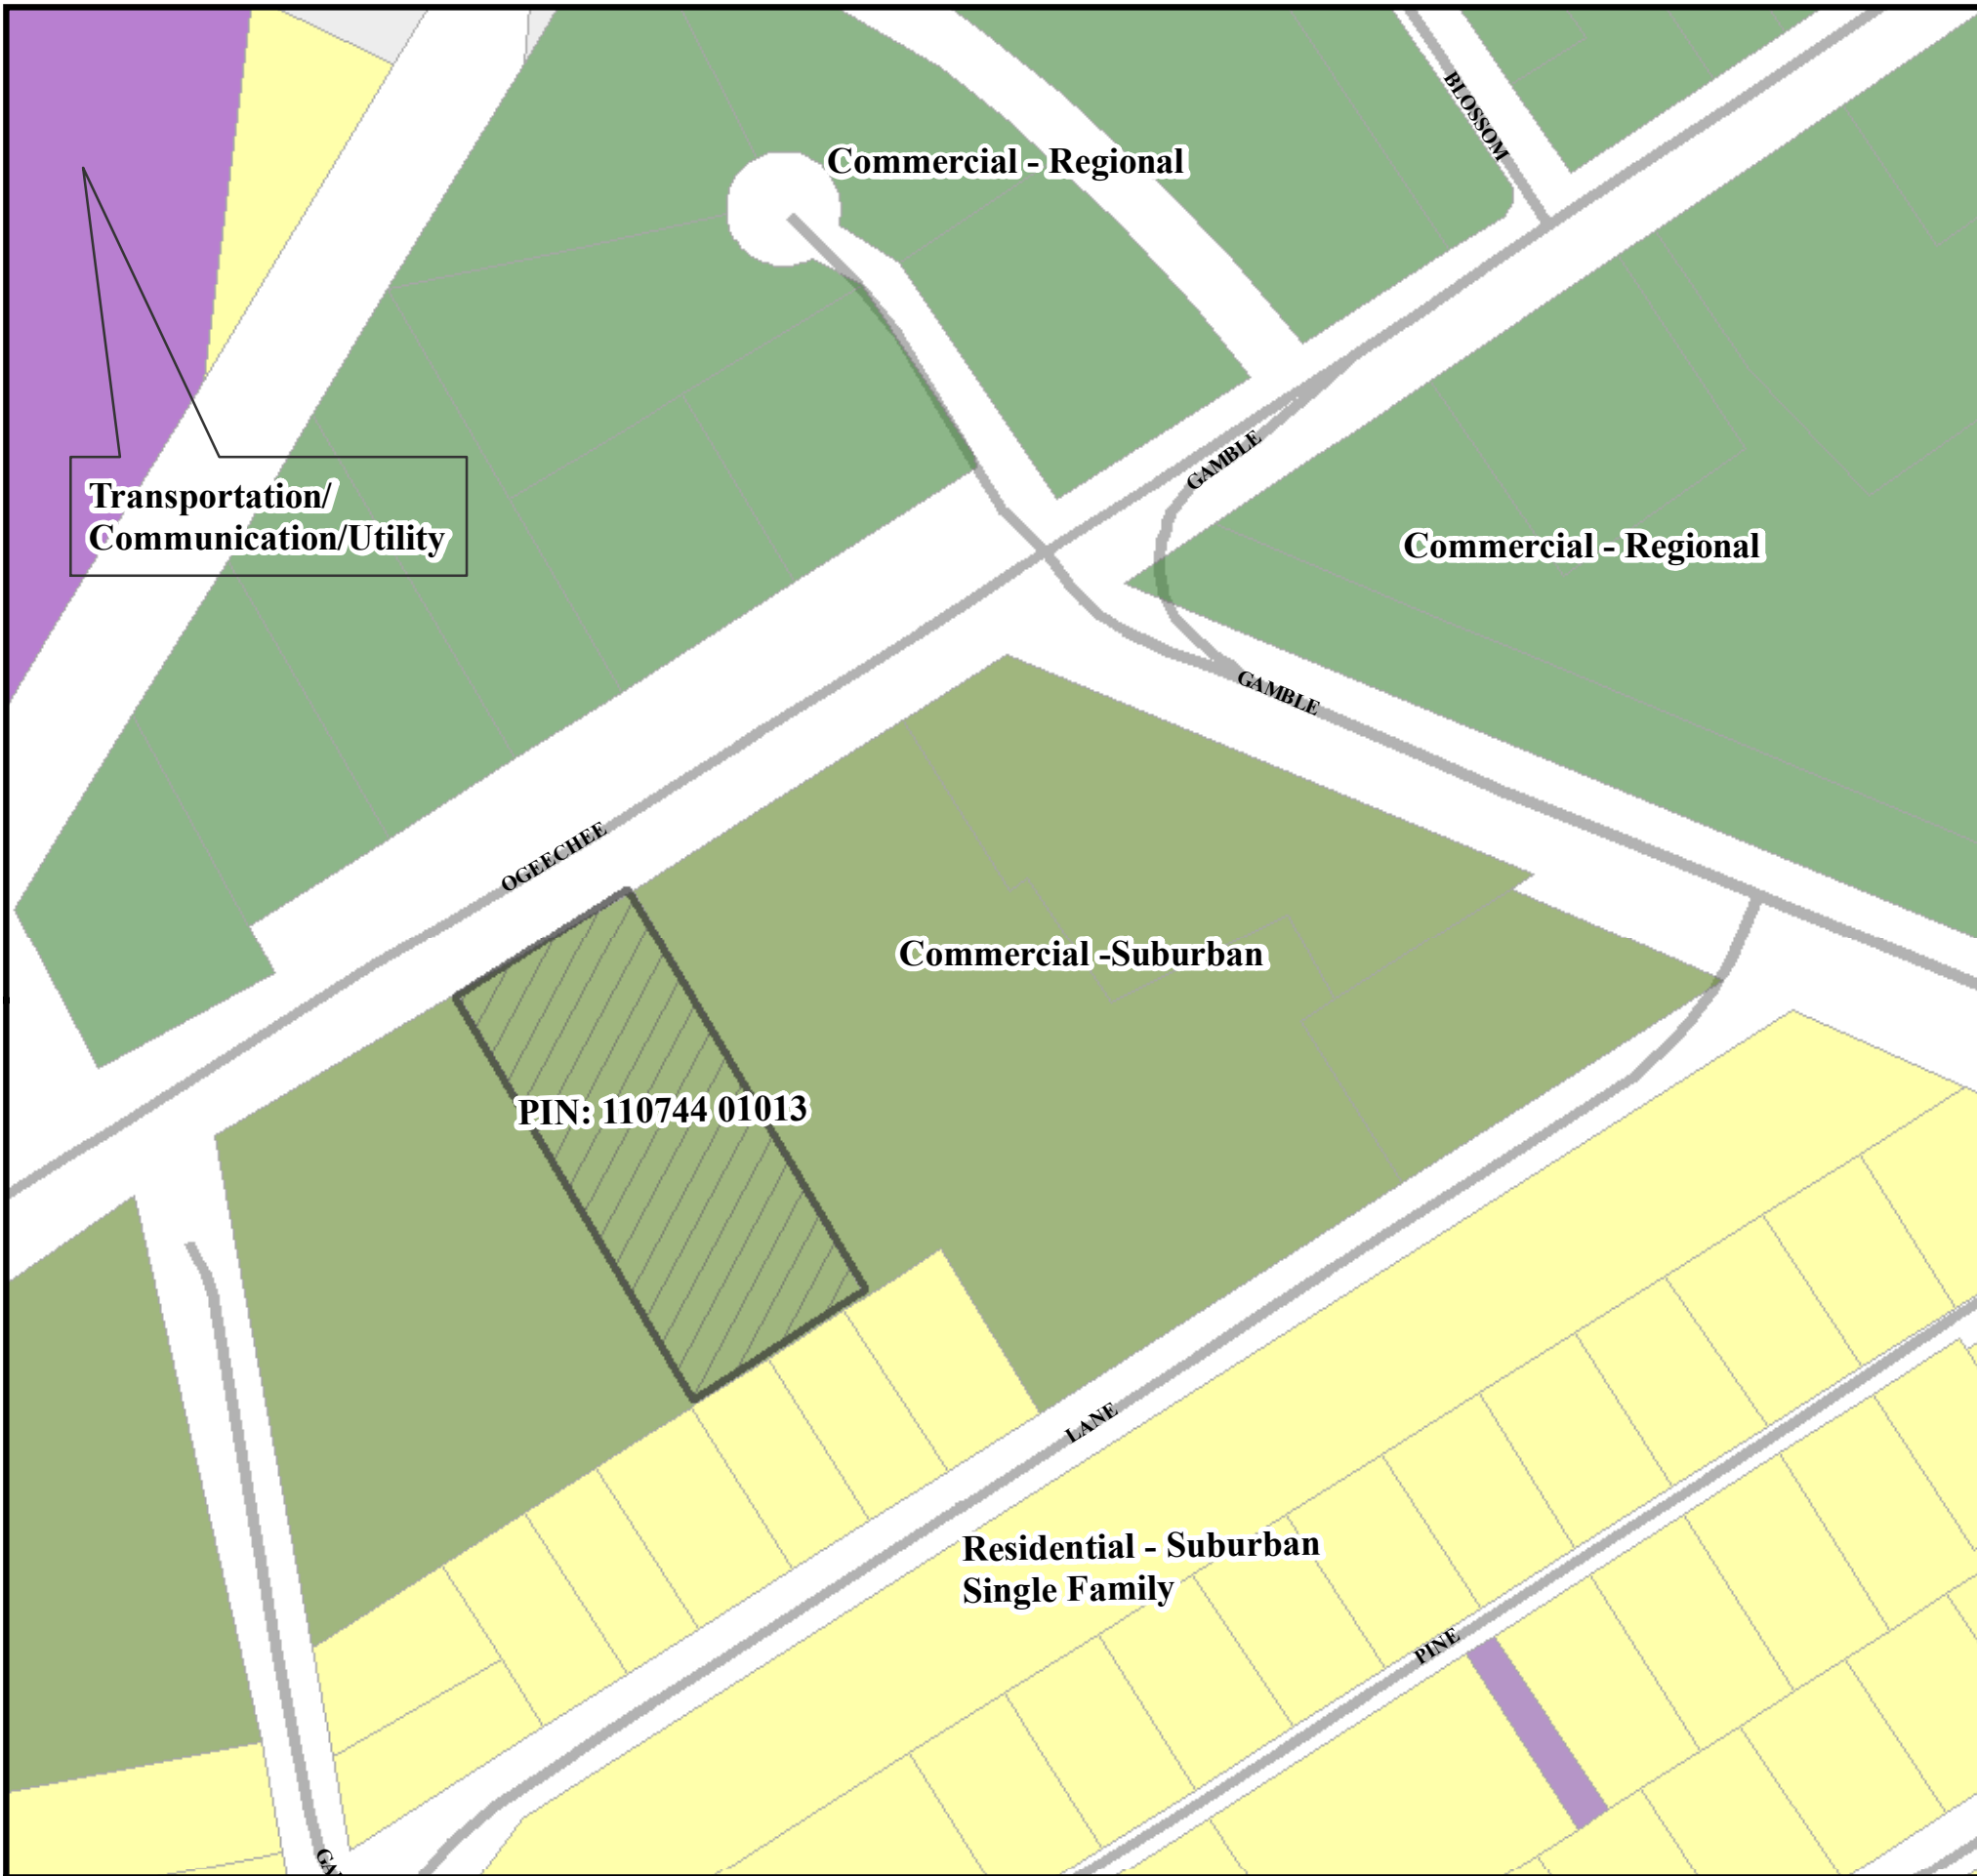 BLOSSOM
Commercial - Regional
GAMBLE
Transportation/
Communication/Utility
Commercial - Regional
GAMBLE
OGEECHEE
Commercial -Suburban
PIN: 110744 01013
LANE
Residential - Suburban
Single Family
PINE